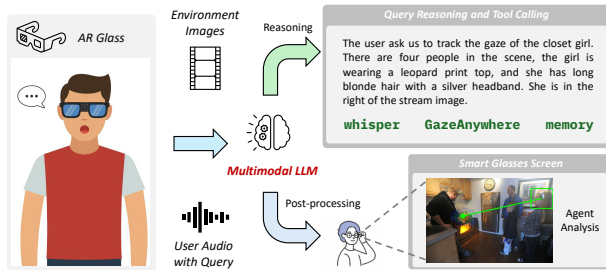 AR Glass
Environment
Images
Reasoning
Multimodal LLM
Post-processing
User Audio
with Query
Query Reasoning and Tool Calling
The user ask us to track the gaze of the closet girl.
There are four people in the scene, the girl is
wearing a leopard print top, and she has long
blonde hair with a silver headband. She is in the
right of the stream image.
whisper GazeAnywhere memory
Smart Glasses Screen
Agent
Analysis